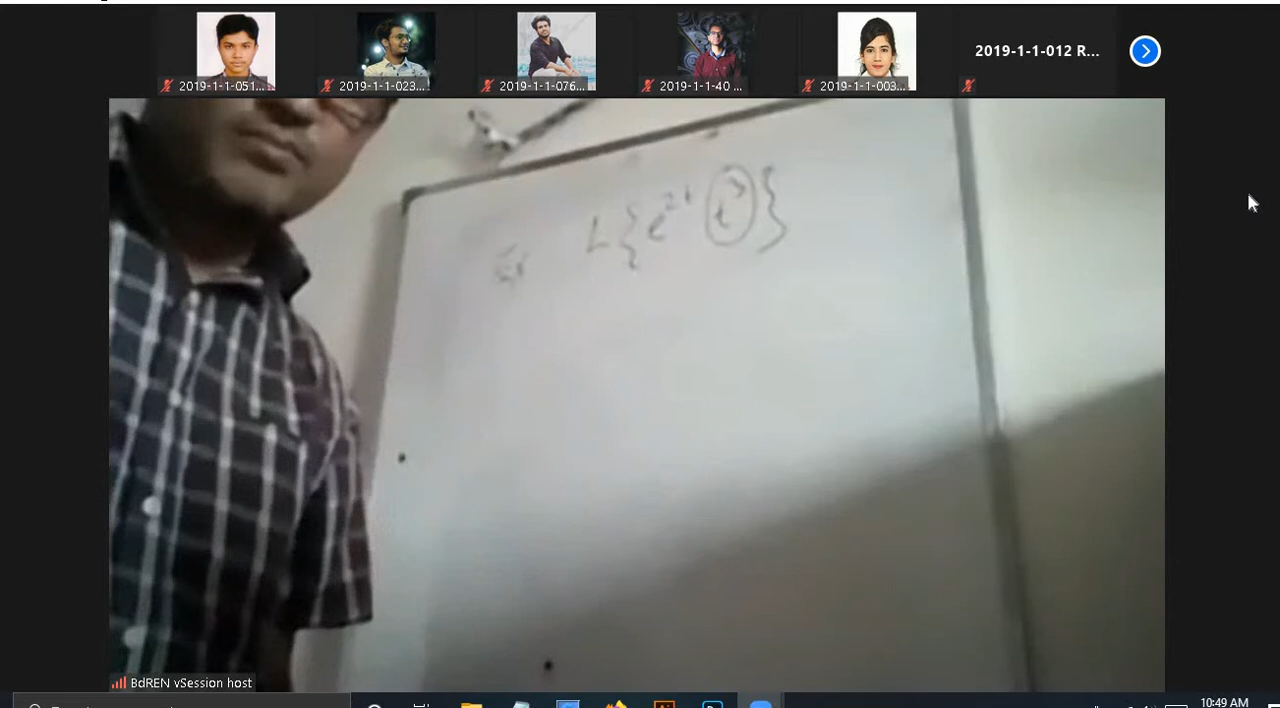 2019-1-1-051...
2019-1-1-023...
2019-1-1-076...
2019-1-1-40 ...
2019-1-1-003...
2019-1-1-012 R...
Ex L{e^{2t} t^3}
BdREN vSession host
10:49 AM